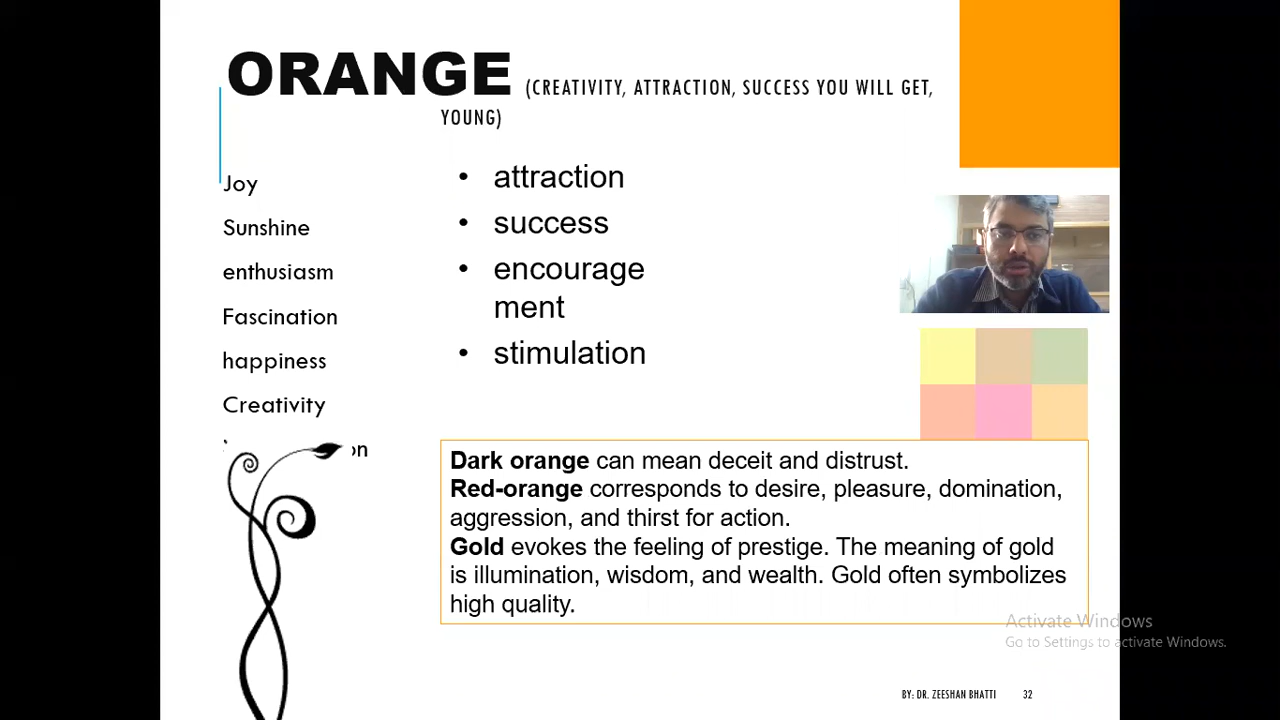 ORANGE (CREATIVITY, ATTRACTION, SUCCESS YOU WILL GET,
YOUNG)
Joy
Sunshine
enthusiasm
Fascination
happiness
Creativity
• attraction
• success
• encourage
ment
• stimulation
Dark orange can mean deceit and distrust.
Red-orange corresponds to desire, pleasure, domination,
aggression, and thirst for action.
Gold evokes the feeling of prestige. The meaning of gold
is illumination, wisdom, and wealth. Gold often symbolizes
high quality.
Activate Windows
Go to Settings to activate Windows.
BY: DR. ZEESHAN BHATTI 32